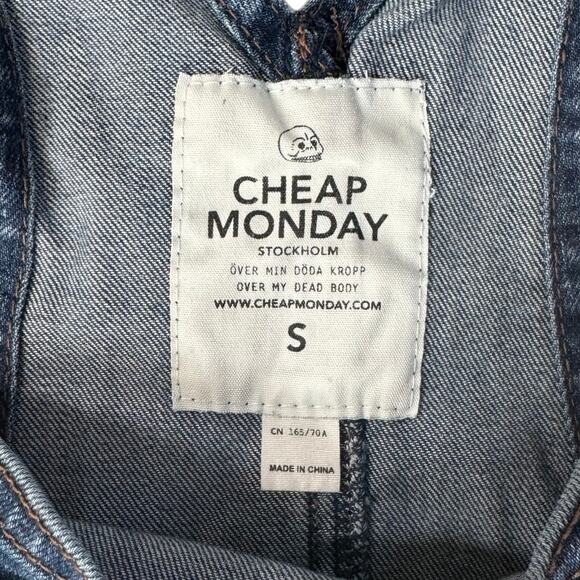 CHEAP
MONDAY
STOCKHOLM
ÖVER MIN DÖDA KROPP
OVER MY DEAD BODY
WWW.CHEAPMONDAY.COM
S
CN 165/70A
MADE IN CHINA